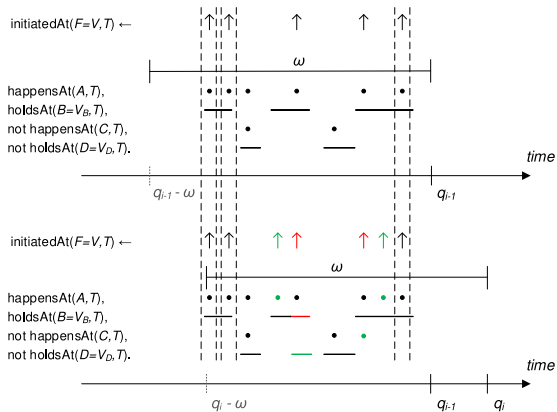 initiatedAt(F=V,T) ←
ω
happensAt(A,T),
holdsAt(B=V_B,T),
not happensAt(C,T),
not holdsAt(D=V_D,T).
time
q_{i-1} - ω
q_{i-1}
initiatedAt(F=V,T) ←
ω
happensAt(A,T),
holdsAt(B=V_B,T),
not happensAt(C,T),
not holdsAt(D=V_D,T).
time
q_i - ω
q_{i-1}
q_i